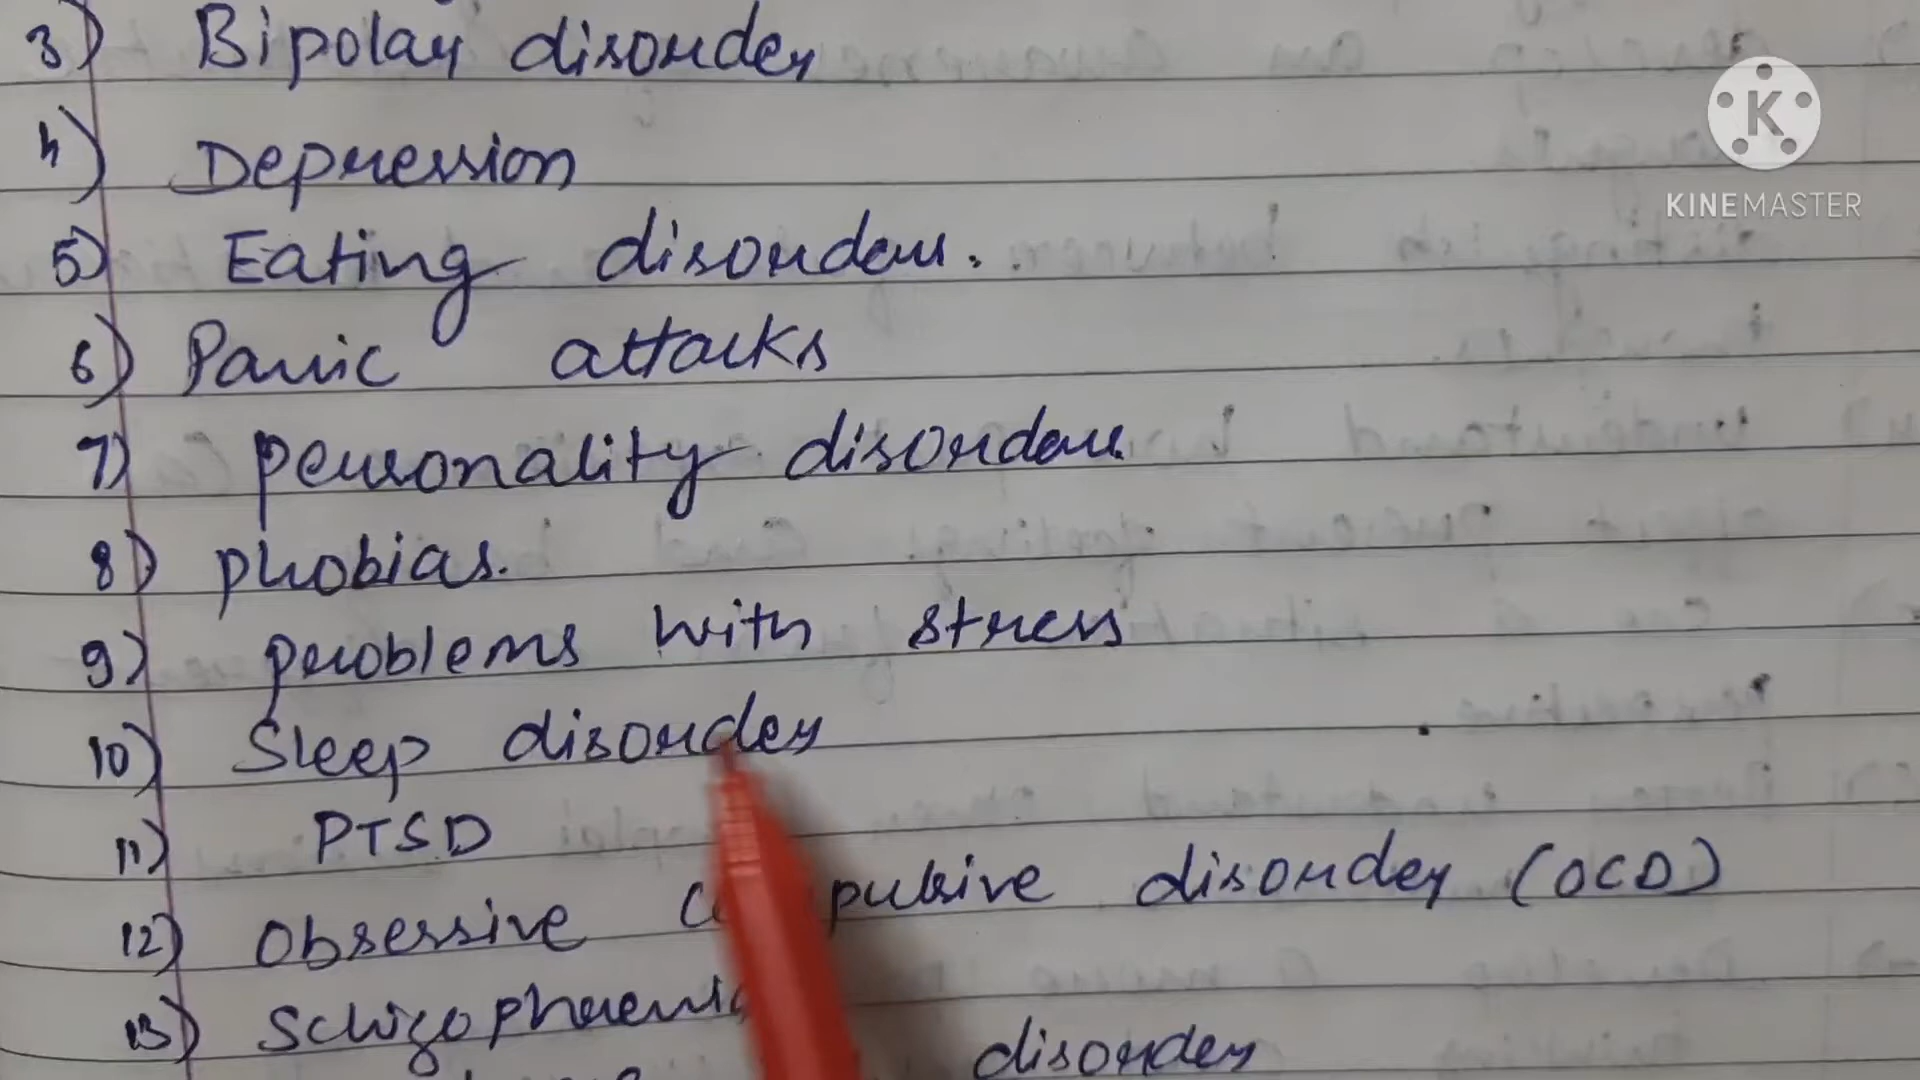 3) Bipolar disorder
4) Depression
5) Eating disorders.
6) Panic attacks
7) personality disorders.
8) phobias.
9) problems with stress
10) Sleep disorder
11) PTSD
12) Obsessive disorder (OCD)
13) Schizophrenia
disorder
K
KINEMASTER